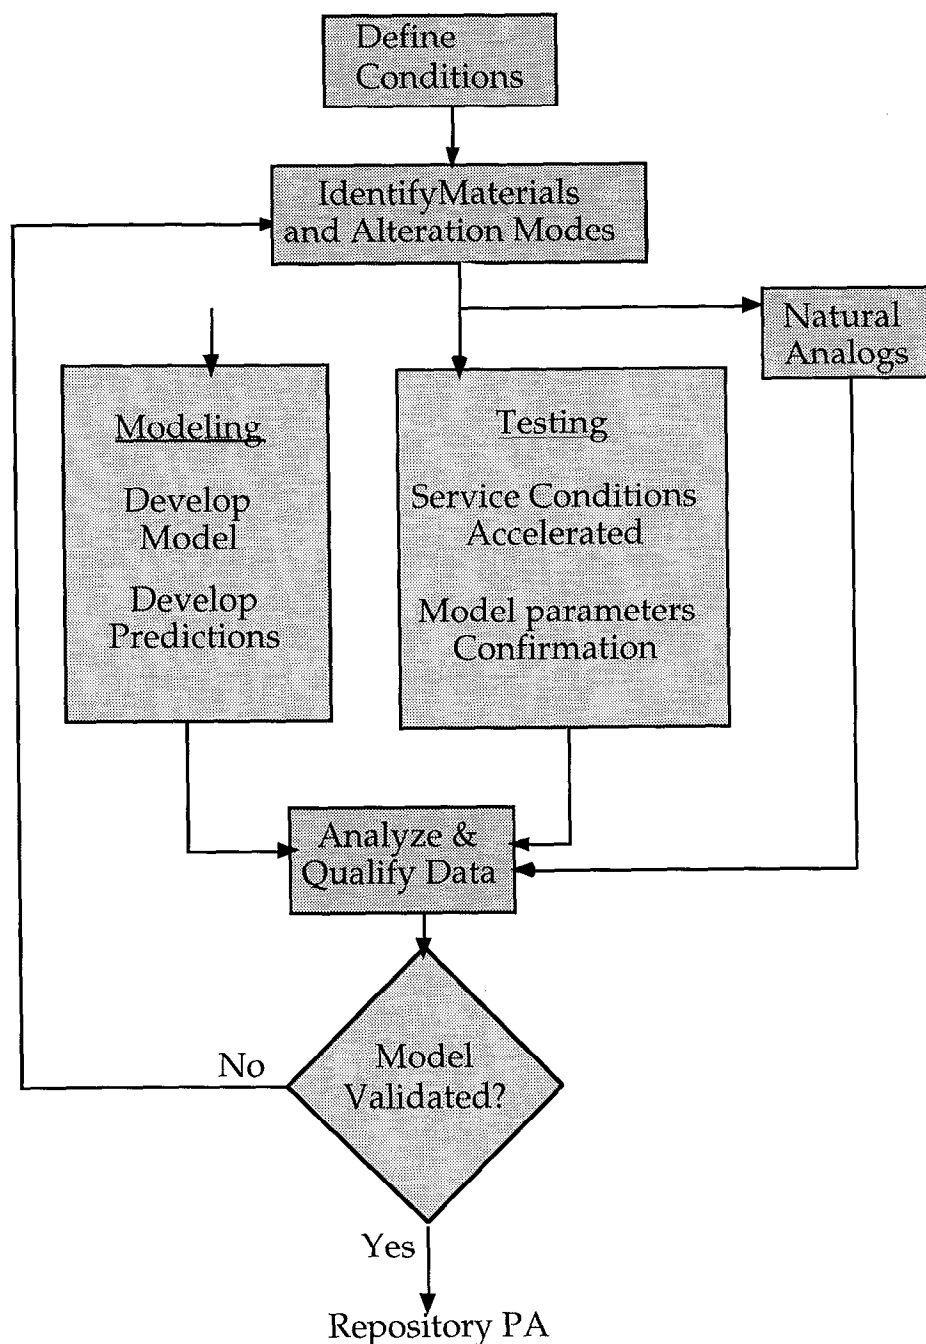 Define
Conditions
IdentifyMaterials
and Alteration Modes
Natural
Analogs
Modeling
Develop
Model
Develop
Predictions
Testing
Service Conditions
Accelerated
Model parameters
Confirmation
Analyze &
Qualify Data
Model
Validated?
No
Yes
Repository PA